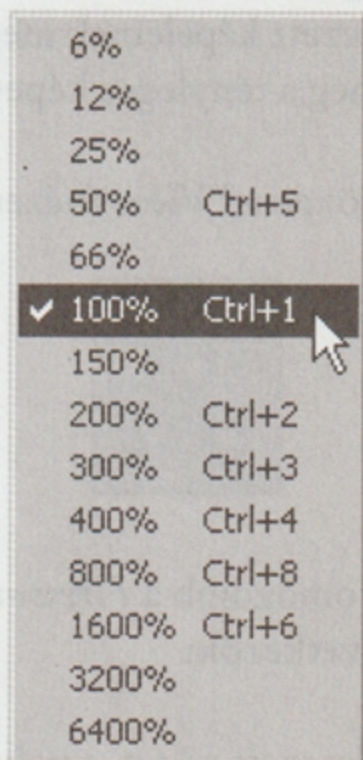 6%
12%
25%
50% Ctrl+5
66%
✓ 100% Ctrl+1
150%
200% Ctrl+2
300% Ctrl+3
400% Ctrl+4
800% Ctrl+8
1600% Ctrl+6
3200%
6400%